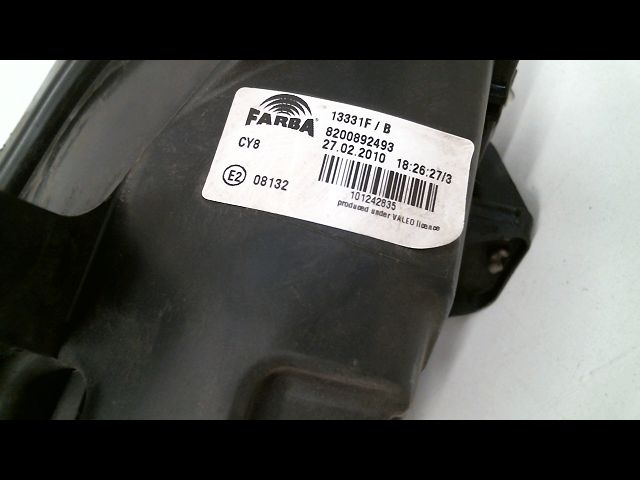 FARBA
13331F / B
8200892493
CY8
27.02.2010 18:26:27/3
E2 08132
101242835
produced under VALEO licence